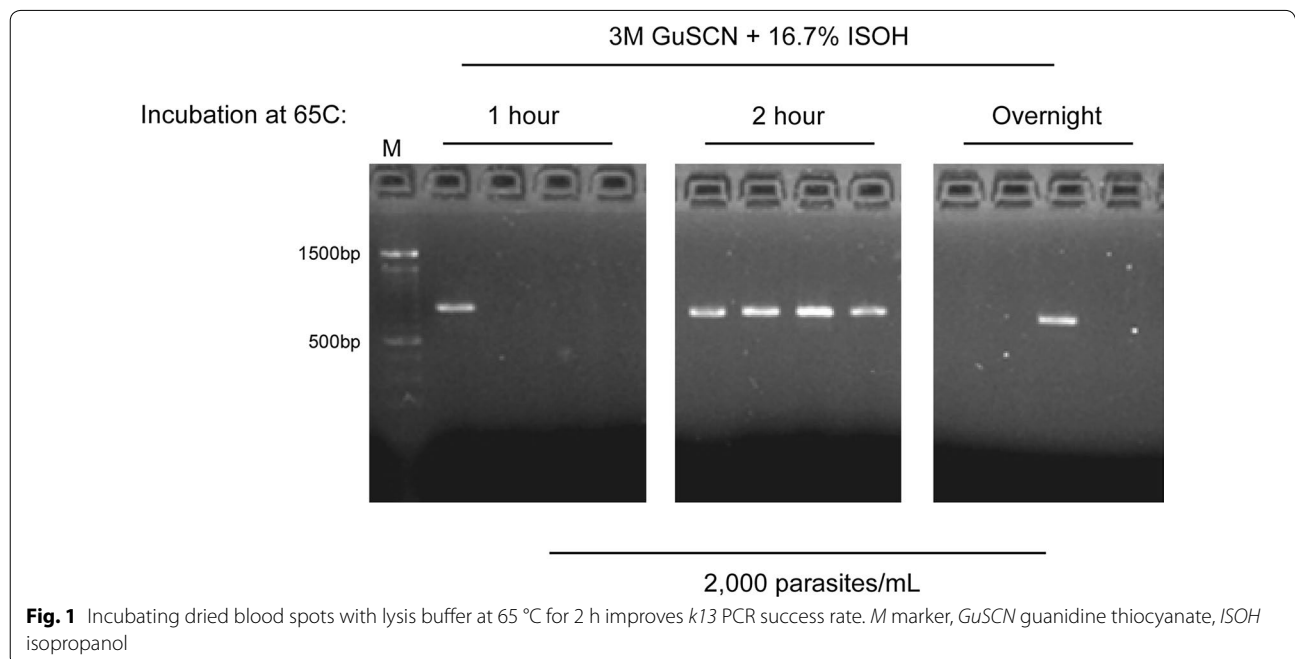 3M GuSCN + 16.7% ISOH
Incubation at 65C:
1 hour
2 hour
Overnight
M
1500bp
500bp
2,000 parasites/mL
Fig. 1 Incubating dried blood spots with lysis buffer at 65 °C for 2 h improves k13 PCR success rate. M marker, GuSCN guanidine thiocyanate, ISOH
isopropanol